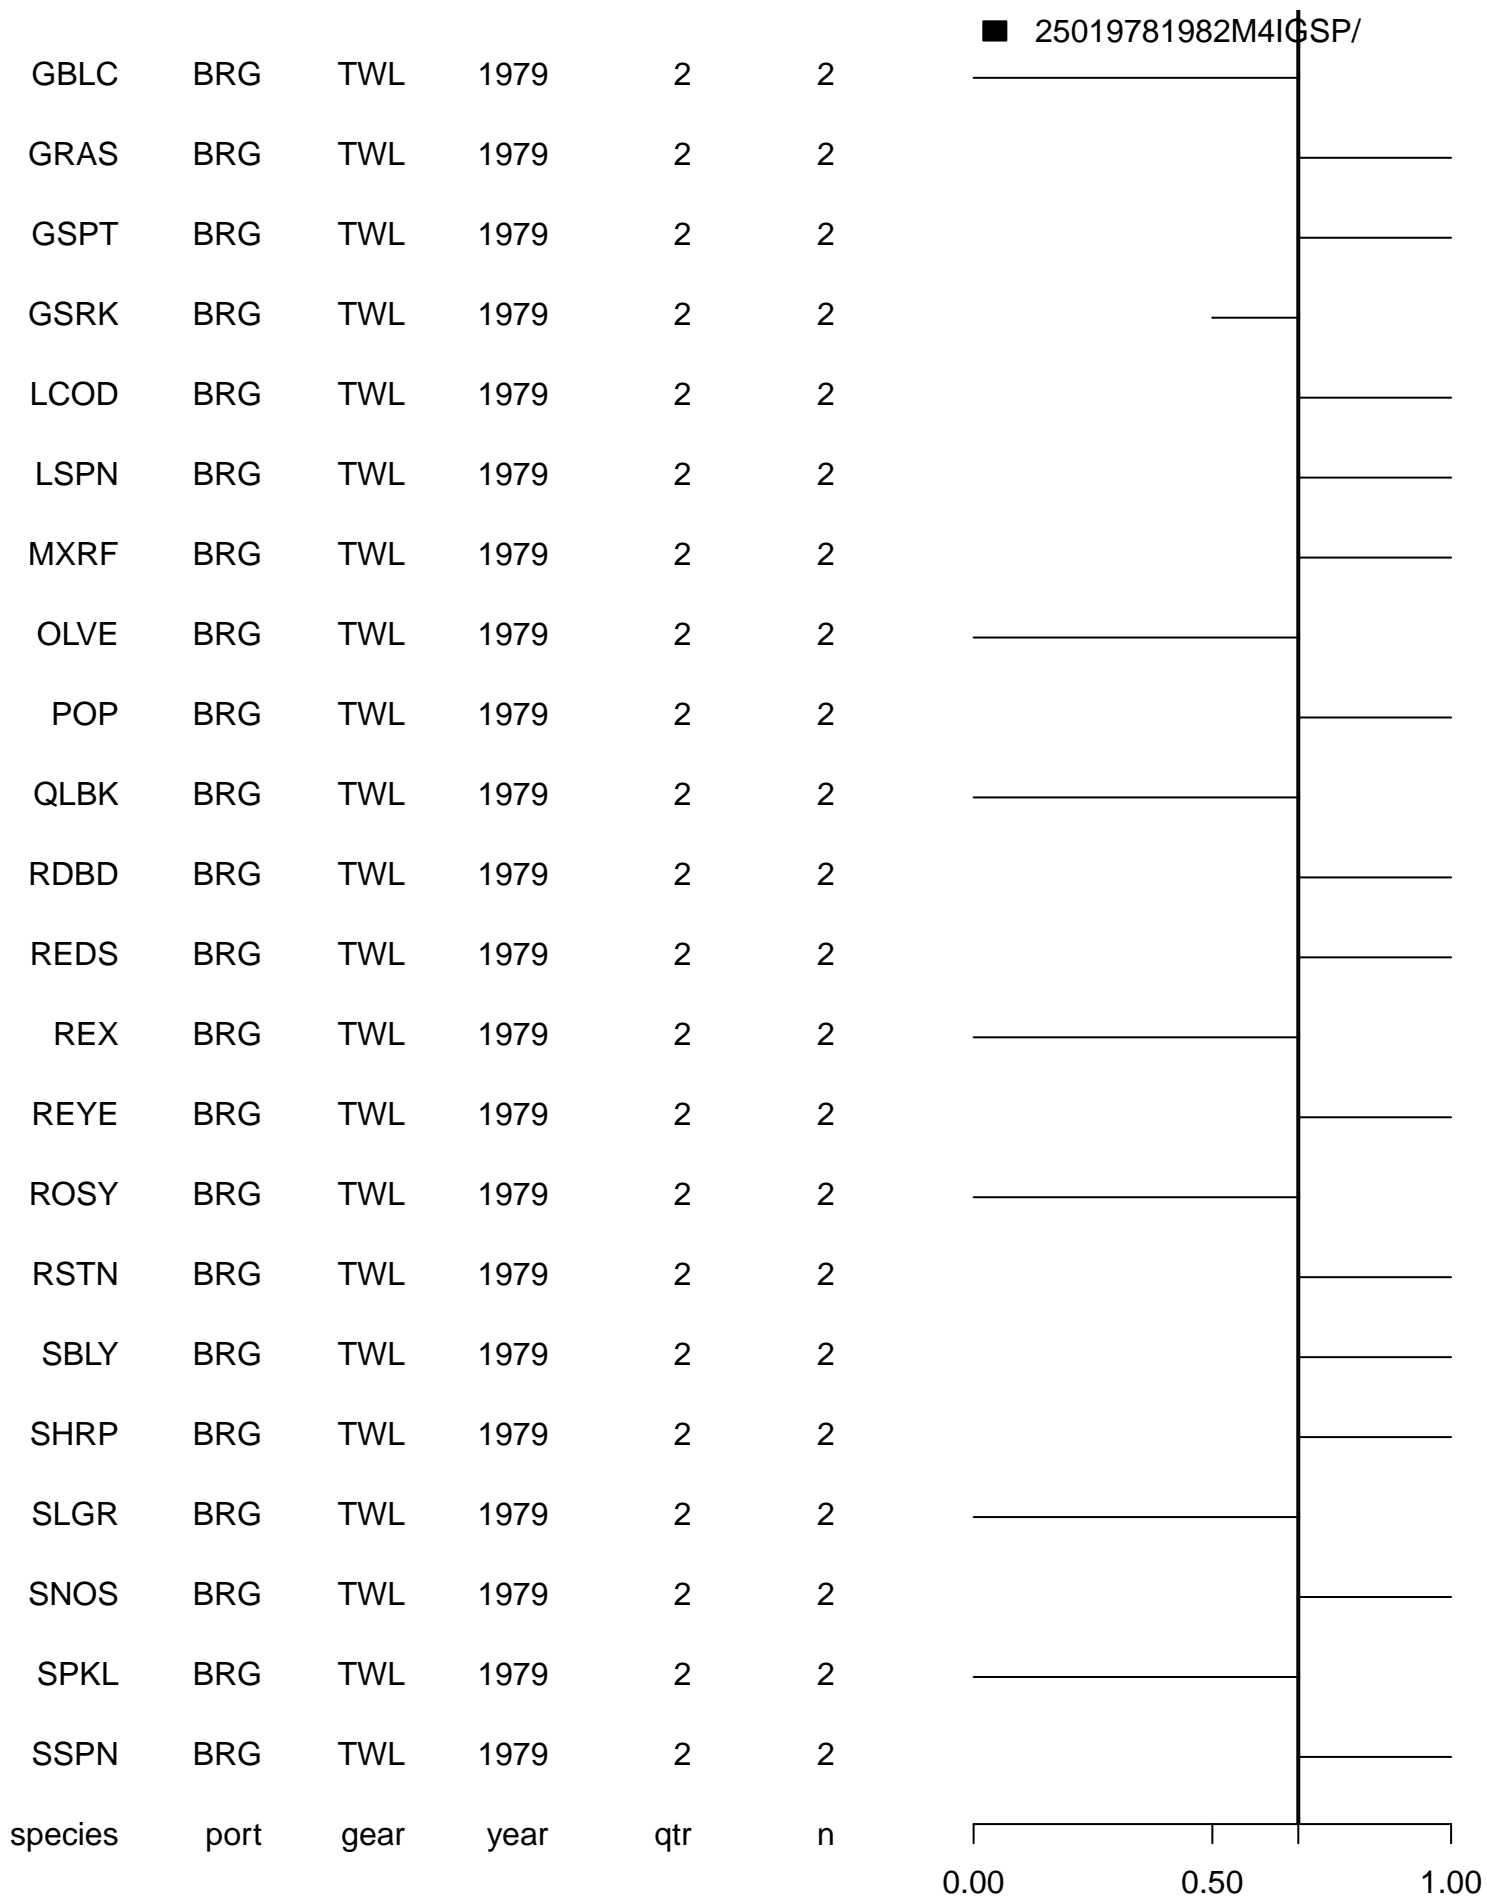 25019781982M4IGSP/
GBLC BRG TWL 1979 2 2
GRAS BRG TWL 1979 2 2
GSPT BRG TWL 1979 2 2
GSRK BRG TWL 1979 2 2
LCOD BRG TWL 1979 2 2
LSPN BRG TWL 1979 2 2
MXRF BRG TWL 1979 2 2
OLVE BRG TWL 1979 2 2
POP BRG TWL 1979 2 2
QLBK BRG TWL 1979 2 2
RDBD BRG TWL 1979 2 2
REDS BRG TWL 1979 2 2
REX BRG TWL 1979 2 2
REYE BRG TWL 1979 2 2
ROSY BRG TWL 1979 2 2
RSTN BRG TWL 1979 2 2
SBLY BRG TWL 1979 2 2
SHRP BRG TWL 1979 2 2
SLGR BRG TWL 1979 2 2
SNOS BRG TWL 1979 2 2
SPKL BRG TWL 1979 2 2
SSPN BRG TWL 1979 2 2
species port gear year qtr n
0.00 0.50 1.00